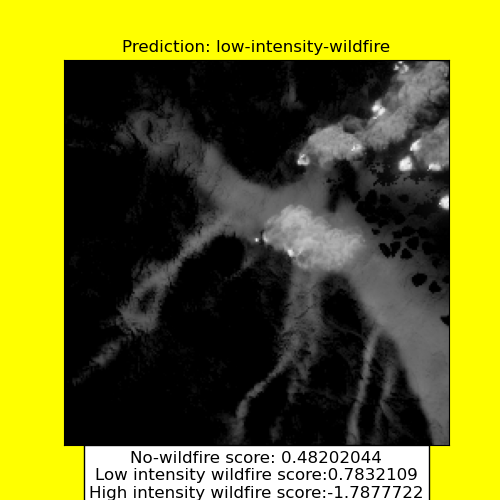 Prediction: low-intensity-wildfire
No-wildfire score: 0.48202044
Low intensity wildfire score:0.7832109
High intensity wildfire score:-1.7877722